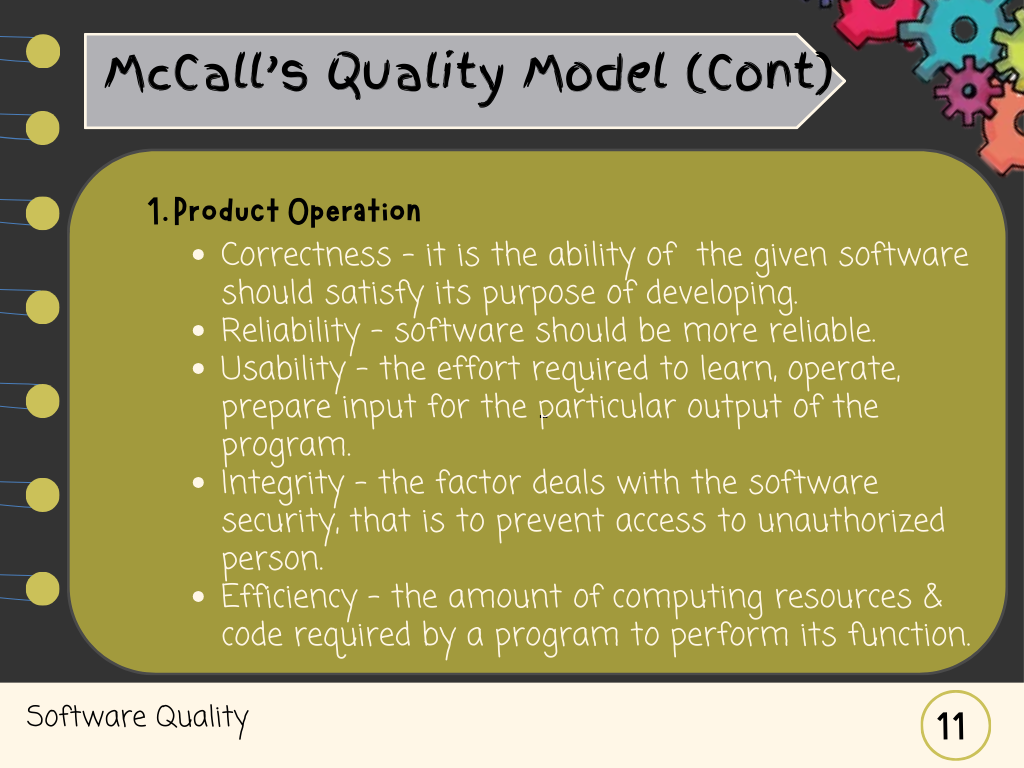 McCall's Quality Model (Cont)
1. Product Operation
• Correctness - it is the ability of the given software
should satisfy its purpose of developing.
• Reliability - software should be more reliable.
• Usability - the effort required to learn, operate,
prepare input for the particular output of the
program.
• Integrity - the factor deals with the software
security, that is to prevent access to unauthorized
person.
• Efficiency - the amount of computing resources &
code required by a program to perform its function.
Software Quality
11